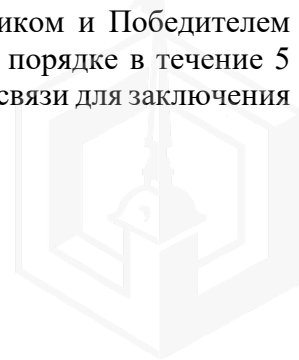 иком и Победителем
порядке в течение 5
связи для заключения